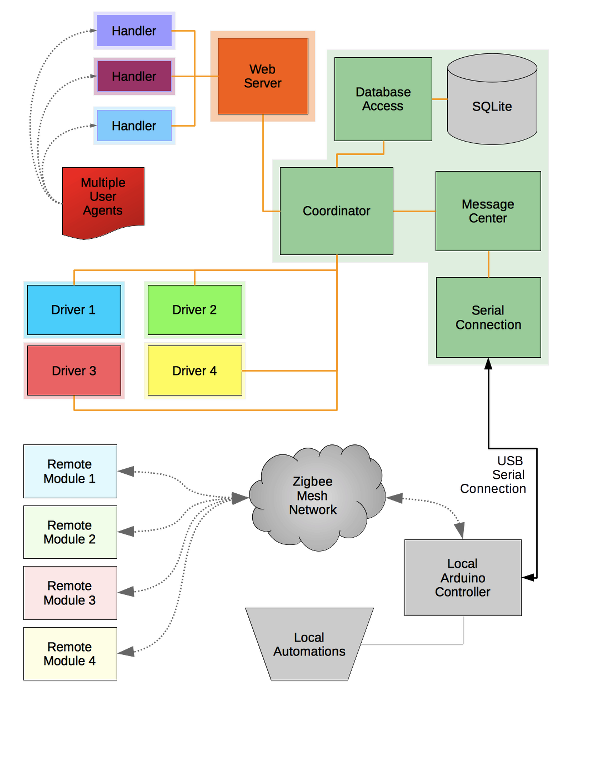 Handler
Handler
Handler
Web
Server
Database
Access
SQLite
Multiple
User
Agents
Coordinator
Message
Center
Driver 1
Driver 2
Serial
Connection
Driver 3
Driver 4
Remote
Module 1
Remote
Module 2
Remote
Module 3
Remote
Module 4
Zigbee
Mesh
Network
USB
Serial
Connection
Local
Arduino
Controller
Local
Automations